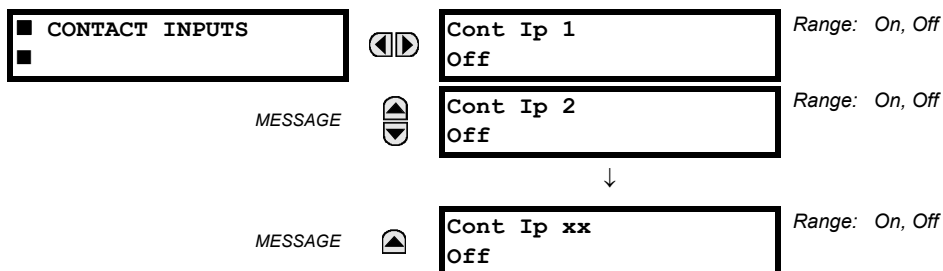 ■ CONTACT INPUTS
■
Cont Ip 1
Off
Range: On, Off
MESSAGE
Cont Ip 2
Off
Range: On, Off
↓
MESSAGE
Cont Ip xx
Off
Range: On, Off